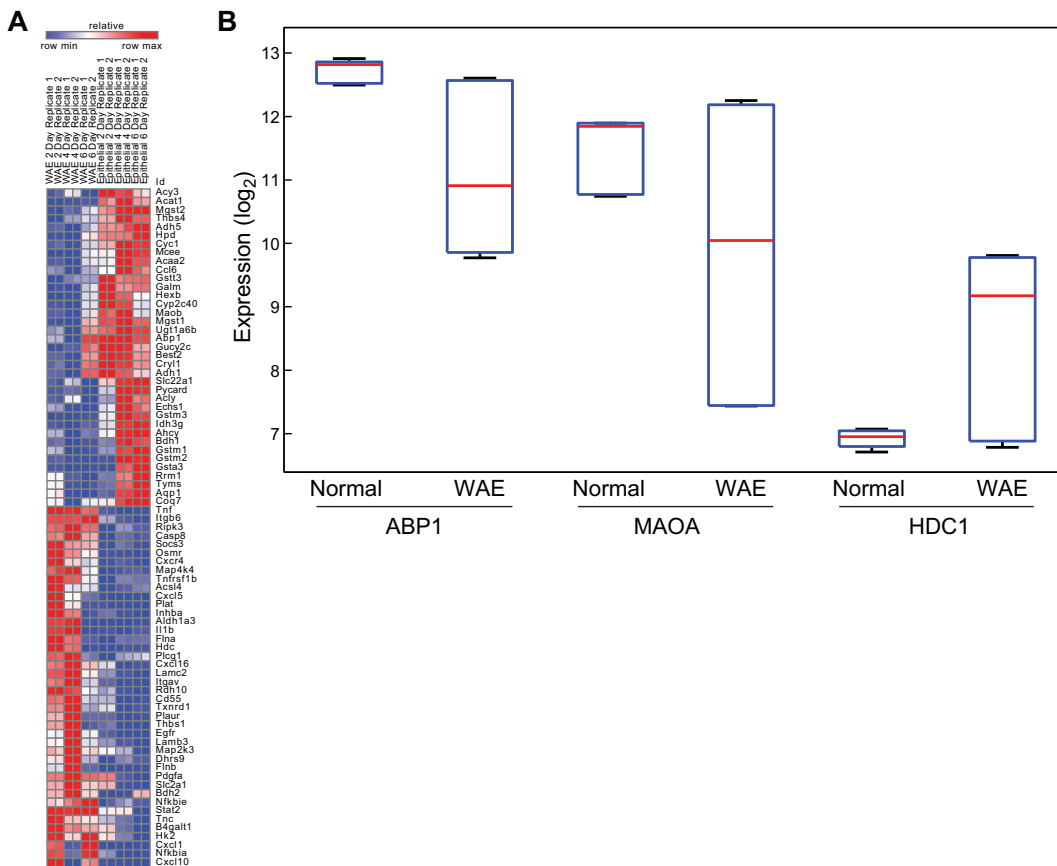 A
relative
row min row max
WAE 2 Day Replicate 1
WAE 2 Day Replicate 2
WAE 4 Day Replicate 1
WAE 4 Day Replicate 2
WAE 6 Day Replicate 1
WAE 6 Day Replicate 2
Epithelial 2 Day Replicate 1
Epithelial 2 Day Replicate 2
Epithelial 4 Day Replicate 1
Epithelial 4 Day Replicate 2
Epithelial 6 Day Replicate 1
Epithelial 6 Day Replicate 2
Id
Acy3
Acat1
Mgst2
Thbs4
Adh5
Hpd
Cyc1
Mcee
Acaa2
Ccl6
Gstt3
Galm
Hexb
Cyp2c40
Maob
Mgst1
Ugt1a6b
Abp1
Gucy2c
Best2
Cryl1
Adh1
Slc22a1
Pycard
Acly
Echs1
Gstm3
Idh3g
Ahcy
Bdh1
Gstm1
Gstm2
Gsta3
Rrm1
Tyms
Aqp1
Coq7
Tnf
Itgb6
Ripk3
Casp8
Socs3
Osmr
Cxcr4
Map4k4
Tnfrsf1b
Acsl4
Cxcl5
Plat
Inhba
Aldh1a3
Il1b
Flna
Hdc
Plcg1
Cxcl16
Lamc2
Itgav
Rdh10
Cd55
Txnrd1
Plaur
Thbs1
Egfr
Lamb3
Map2k3
Dhrs9
Flnb
Pdgfa
Slc2a1
Bdh2
Nfkbie
Stat2
Tnc
B4galt1
Hk2
Cxcl1
Nfkbia
Cxcl10
B
Expression (log2)
13
12
11
10
9
8
7
Normal WAE Normal WAE Normal WAE
ABP1 MAOA HDC1